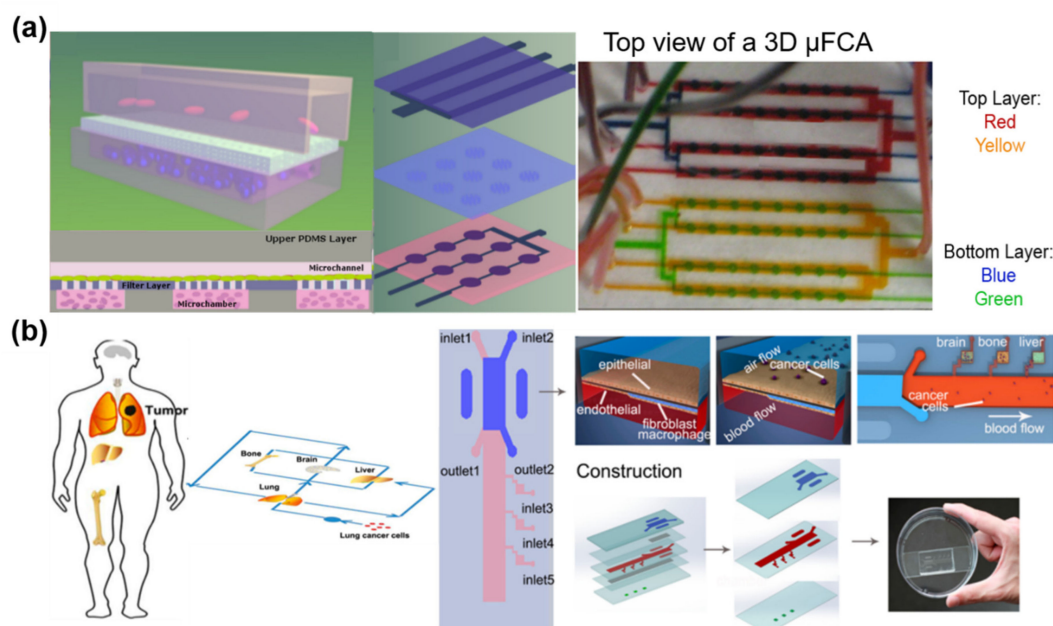 (a)
Top view of a 3D μFCA
Top Layer:
Red
Yellow
Bottom Layer:
Blue
Green
Upper PDMS Layer
Microchannel
Filter Layer
Microchamber
(b)
Tumor
Bone
Brain
Liver
Lung
Lung cancer cells
inlet1
inlet2
outlet1
outlet2
inlet3
inlet4
inlet5
epithelial
endothelial
fibroblast
macrophage
air flow
cancer cells
blood flow
brain
bone
liver
cancer
cells
blood flow
Construction